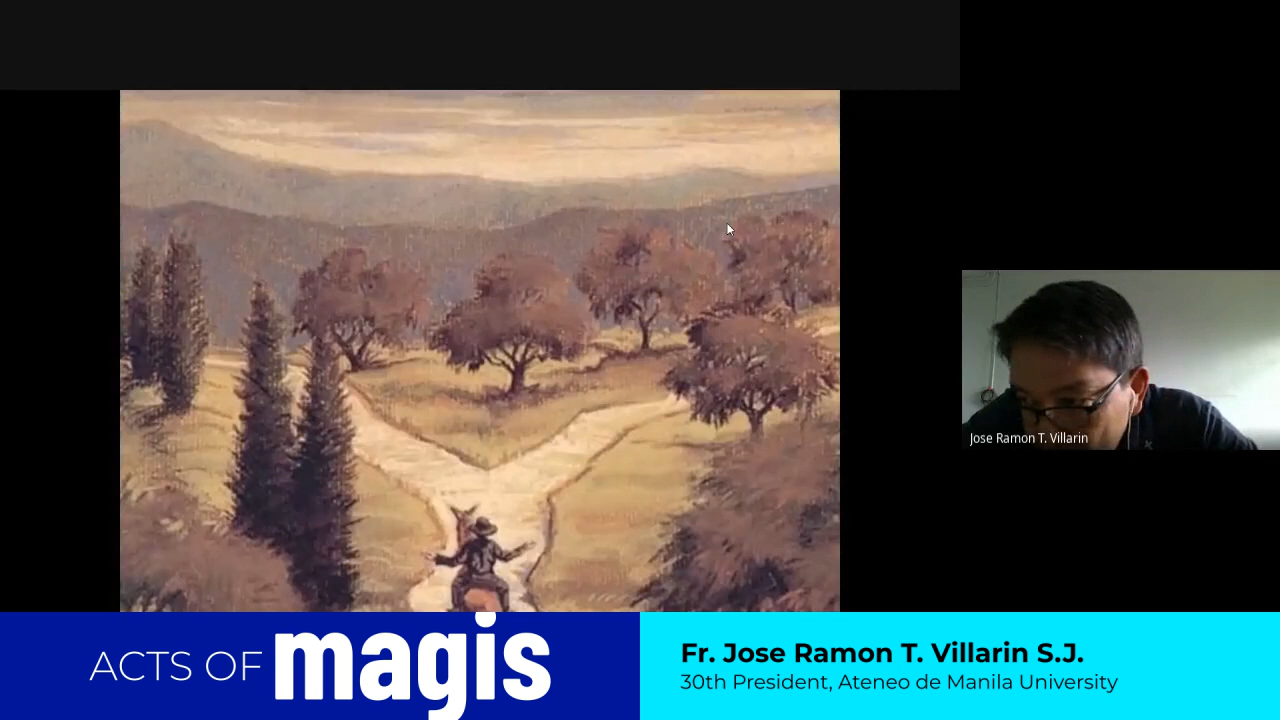 Jose Ramon T. Villarin
ACTS OF magis
Fr. Jose Ramon T. Villarin S.J.
30th President, Ateneo de Manila University